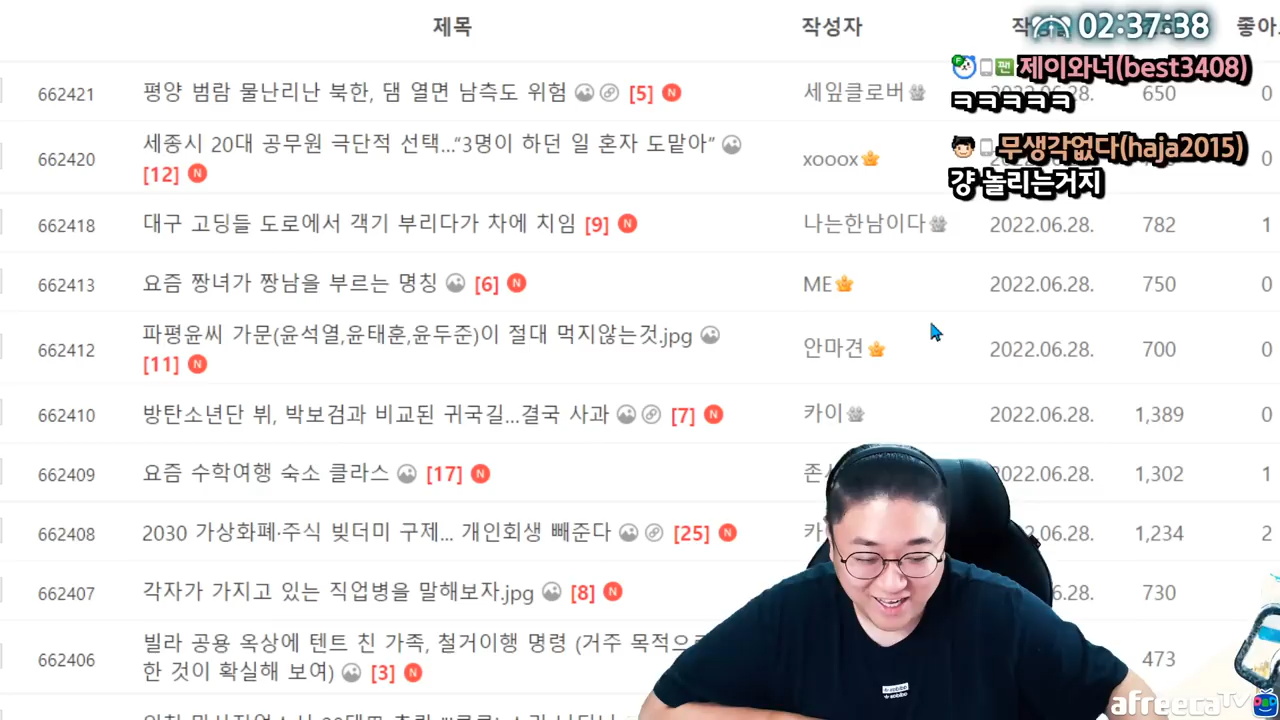 제목 작성자 좋아
02:37:38
제이와너(best3408)
ㅋㅋㅋㅋㅋ
무생각없다(haja2015)
걍 놀리는거지
662421 평양 범람 물난리난 북한, 댐 열면 남측도 위험 [5] N 세잎클로버 28. 650 0
662420 세종시 20대 공무원 극단적 선택..."3명이 하던 일 혼자 도맡아"
[12] N xooox 0
662418 대구 고딩들 도로에서 객기 부리다가 차에 치임 [9] N 나는한남이다 2022.06.28. 782 1
662413 요즘 짱녀가 짱남을 부르는 명칭 [6] N ME 2022.06.28. 750 0
662412 파평윤씨 가문(윤석열,윤태훈,윤두준)이 절대 먹지않는것.jpg
[11] N 안마견 2022.06.28. 700 0
662410 방탄소년단 뷔, 박보검과 비교된 귀국길...결국 사과 [7] N 카이 2022.06.28. 1,389 0
662409 요즘 수학여행 숙소 클라스 [17] N 존 2022.06.28. 1,302 1
662408 2030 가상화폐·주식 빚더미 구제... 개인회생 빼준다 [25] N 카 06.28. 1,234 2
662407 각자가 가지고 있는 직업병을 말해보자.jpg [8] N 6.28. 730 0
662406 빌라 공용 옥상에 텐트 친 가족, 철거이행 명령 (거주 목적으로
한 것이 확실해 보여) [3] N 473
afreecaTV